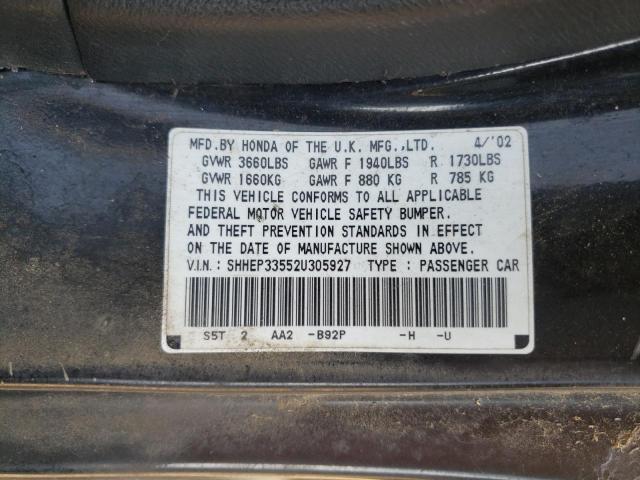 MFD.BY HONDA OF THE U.K. MFG.,LTD. 4/'02
GVWR 3660LBS GAWR F 1940LBS R 1730LBS
GVWR 1660KG GAWR F 880 KG R 785 KG
THIS VEHICLE CONFORMS TO ALL APPLICABLE
FEDERAL MOTOR VEHICLE SAFETY BUMPER.
AND THEFT PREVENTION STANDARDS IN EFFECT
ON THE DATE OF MANUFACTURE SHOWN ABOVE.
V.I.N.: SHHEP33552U305927 TYPE : PASSENGER CAR
S5T 2 AA2 -B92P -H -U